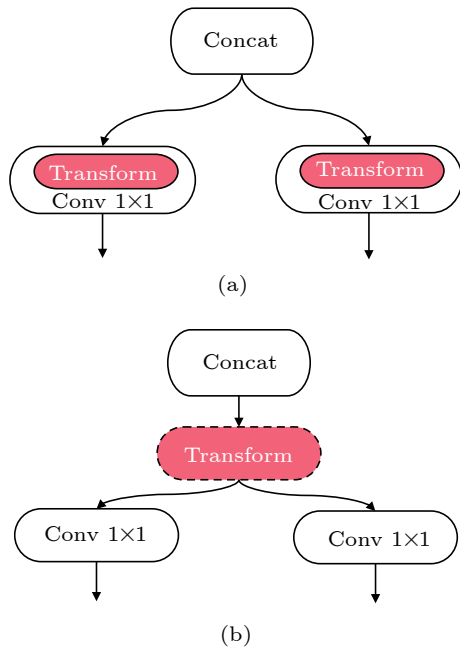 Concat
Transform
Conv 1×1
Transform
Conv 1×1
(a)
Concat
Transform
Conv 1×1
Conv 1×1
(b)